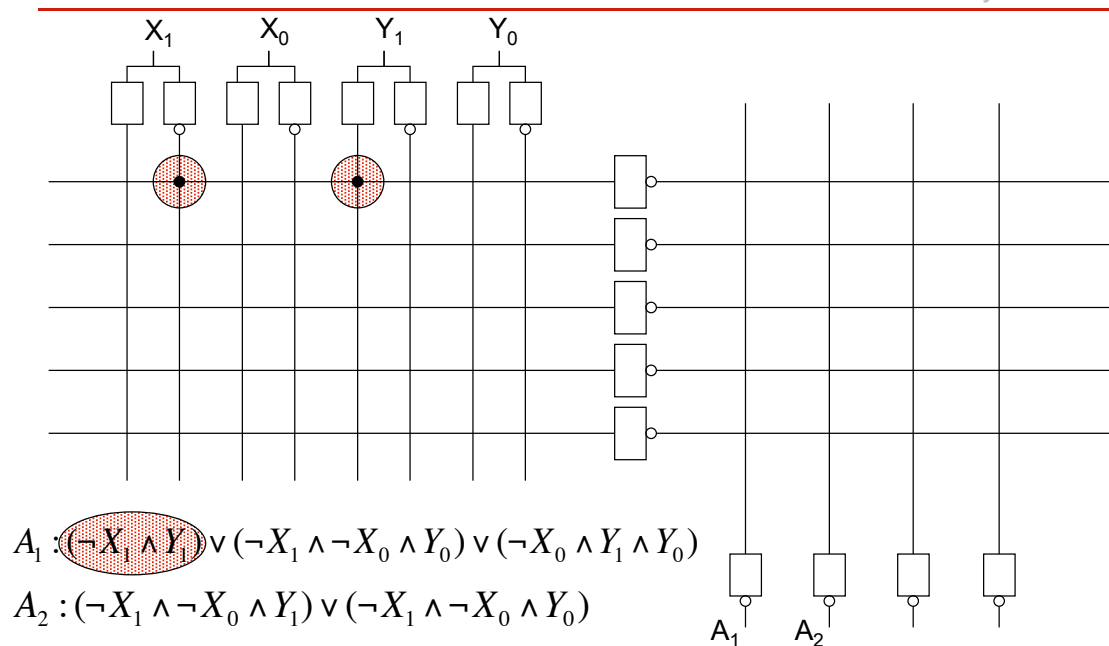 X₁ X₀ Y₁ Y₀
A₁ : (¬X₁ ∧ Y₁) ∨ (¬X₁ ∧ ¬X₀ ∧ Y₀) ∨ (¬X₀ ∧ Y₁ ∧ Y₀)
A₂ : (¬X₁ ∧ ¬X₀ ∧ Y₁) ∨ (¬X₁ ∧ ¬X₀ ∧ Y₀)
A₁ A₂